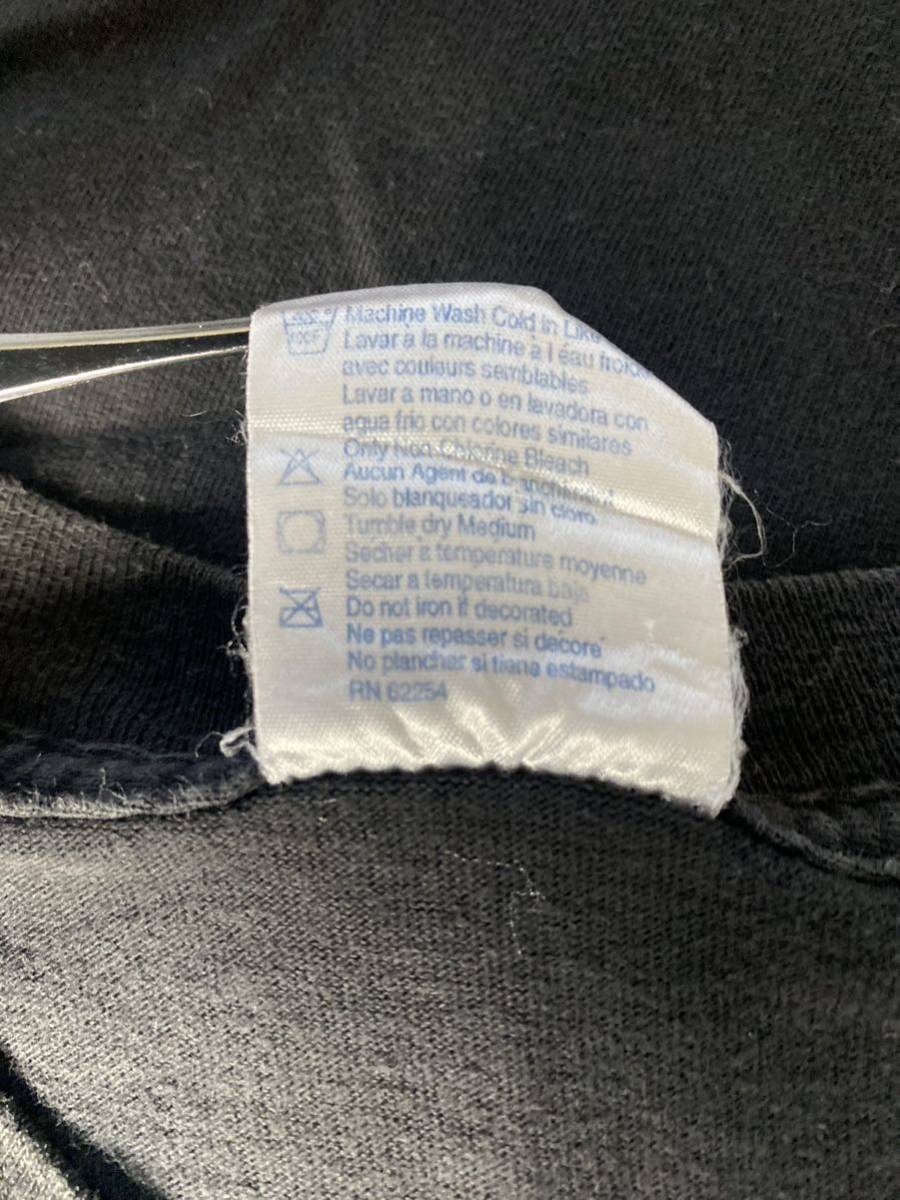 Machine Wash Cold in Like
Lavar à la machine à l éau froide
avec couleurs semblables
Lavar a mano o en lavadora con
agua frio con colores similares
Only Non-Chlorine Bleach
Aucun Agent de Blanchiment
Solo blanqueador sin cloro
Tumble dry Medium
Secher a temperature moyenne
Secar a temperatura baja
Do not iron if decorated
Ne pas repasser si decore
No planchar si tiene estampado
RN 62254